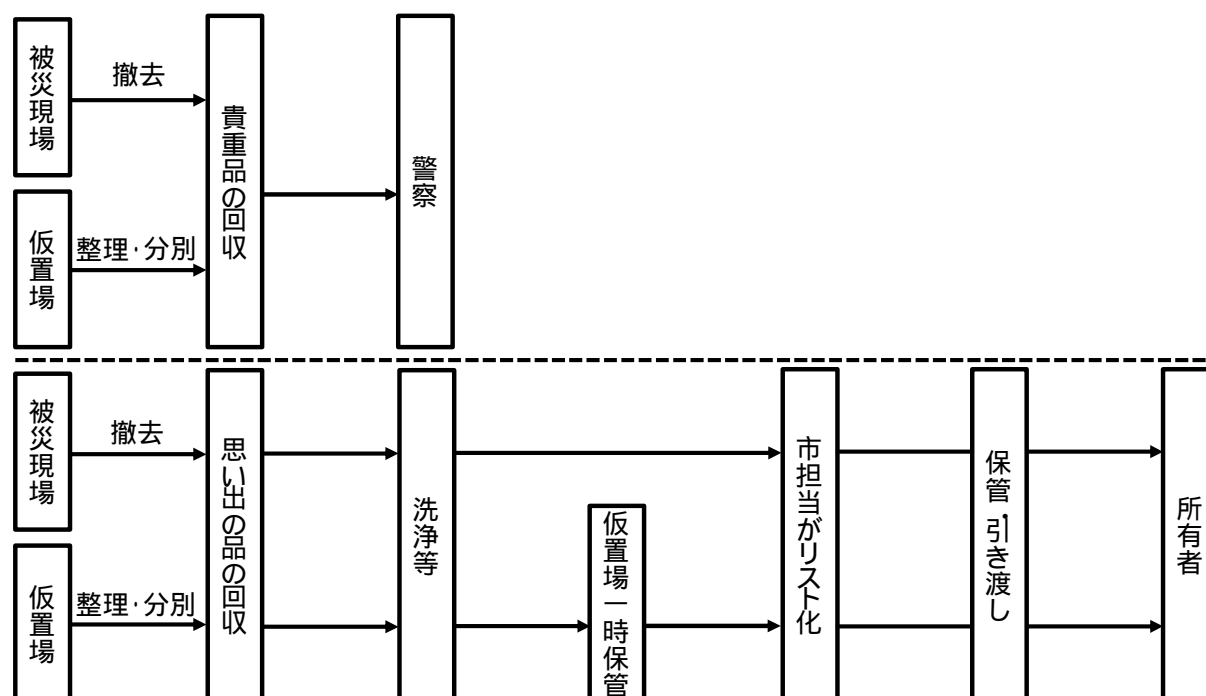 被災現場
撤去
仮置場
整理・分別
貴重品の回収
警察
被災現場
撤去
仮置場
整理・分別
思い出の品の回収
洗浄等
仮置場一時保管
市担当がリスト化
保管・引き渡し
所有者